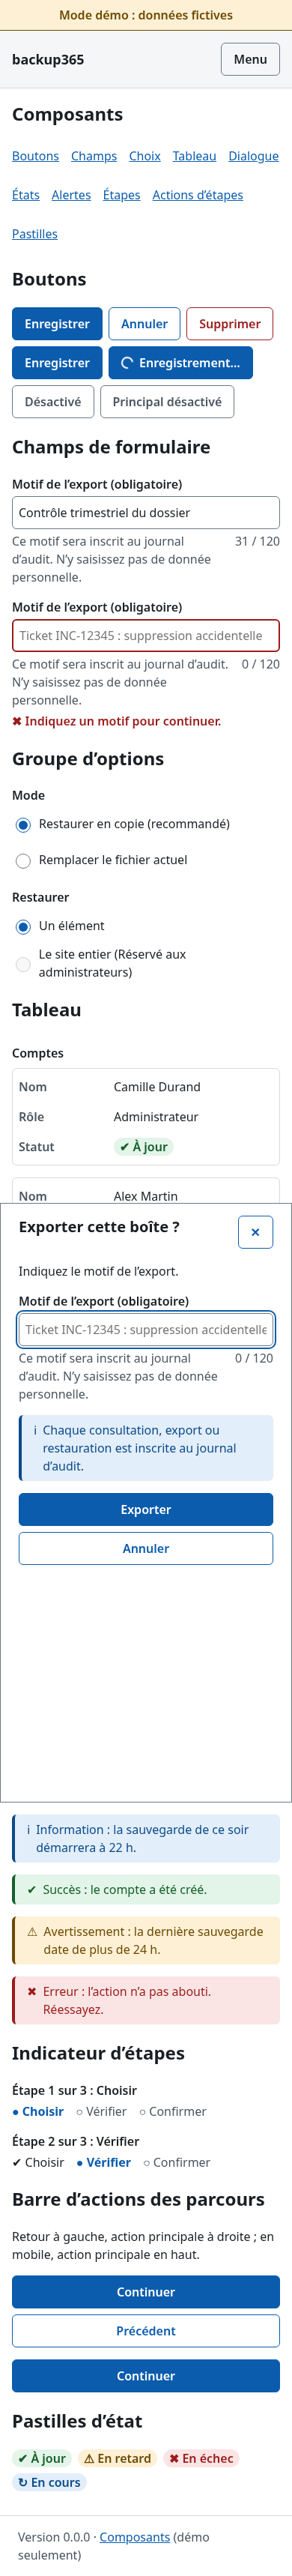 Mode démo : données fictives
backup365
Menu
Composants
Boutons Champs Choix Tableau Dialogue
États Alertes Étapes Actions d’étapes
Pastilles
Boutons
Enregistrer Annuler Supprimer
Enregistrer Enregistrement…
Désactivé Principal désactivé
Champs de formulaire
Motif de l’export (obligatoire)
Contrôle trimestriel du dossier
Ce motif sera inscrit au journal 31 / 120
d’audit. N’y saisissez pas de donnée
personnelle.
Motif de l’export (obligatoire)
Ticket INC-12345 : suppression accidentelle
Ce motif sera inscrit au journal d’audit. 0 / 120
N’y saisissez pas de donnée
personnelle.
✖ Indiquez un motif pour continuer.
Groupe d’options
Mode
Restaurer en copie (recommandé)
Remplacer le fichier actuel
Restaurer
Un élément
Le site entier (Réservé aux
administrateurs)
Tableau
Comptes
Nom Camille Durand
Rôle Administrateur
Statut ✔ À jour
Nom Alex Martin
Exporter cette boîte ? ✕
Indiquez le motif de l’export.
Motif de l’export (obligatoire)
Ticket INC-12345 : suppression accidentelle
Ce motif sera inscrit au journal 0 / 120
d’audit. N’y saisissez pas de donnée
personnelle.
i Chaque consultation, export ou
restauration est inscrite au journal
d’audit.
Exporter
Annuler
i Information : la sauvegarde de ce soir
démarrera à 22 h.
✔ Succès : le compte a été créé.
⚠ Avertissement : la dernière sauvegarde
date de plus de 24 h.
✖ Erreur : l’action n’a pas abouti.
Réessayez.
Indicateur d’étapes
Étape 1 sur 3 : Choisir
● Choisir ○ Vérifier ○ Confirmer
Étape 2 sur 3 : Vérifier
✔ Choisir ● Vérifier ○ Confirmer
Barre d’actions des parcours
Retour à gauche, action principale à droite ; en
mobile, action principale en haut.
Continuer
Précédent
Continuer
Pastilles d’état
✔ À jour ⚠ En retard ✖ En échec
↻ En cours
Version 0.0.0 · Composants (démo
seulement)